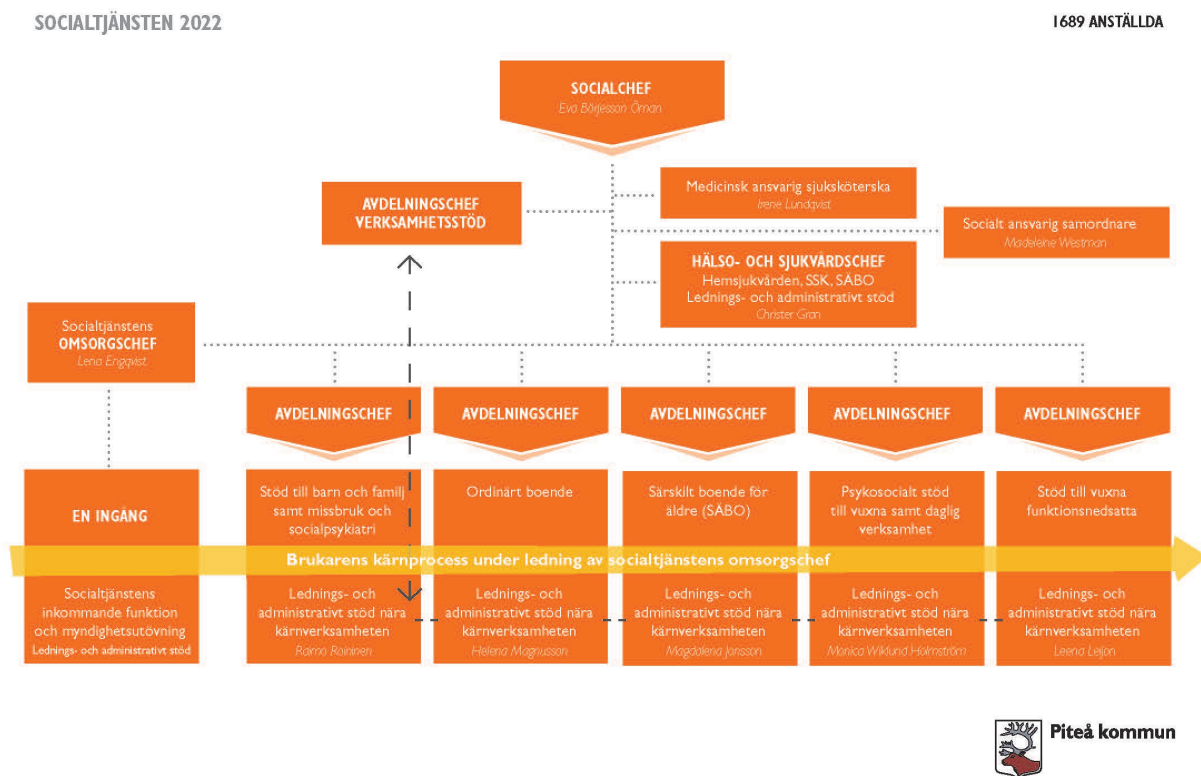 SOCIALTJÄNSTEN 2022
1689 ANSTÄLLDA
SOCIALCHEF
Eva Börjesson Öman
AVDELNINGSCHEF
VERKSAMHETSSTÖD
Medicinsk ansvarig sjuksköterska
Irene Lundqvist
Socialt ansvarig samordnare
Madeleine Westman
HÄLSO- OCH SJUKVÅRDSCHEF
Hemsjukvården, SSK, SÄBO
Lednings- och administrativt stöd
Christer Gran
Socialtjänstens
OMSORGSCHEF
Lena Engqvist
AVDELNINGSCHEF
AVDELNINGSCHEF
AVDELNINGSCHEF
AVDELNINGSCHEF
AVDELNINGSCHEF
EN INGÅNG
Stöd till barn och familj
samt missbruk och
socialpsykiatri
Ordinärt boende
Särskilt boende för
äldre (SÄBO)
Psykosocialt stöd
till vuxna samt daglig
verksamhet
Stöd till vuxna
funktionsnedsatta
Brukarens kärnprocess under ledning av socialtjänstens omsorgschef
Socialtjänstens
inkommande funktion
och myndighetsutövning
Lednings- och administrativt stöd
Lednings- och
administrativt stöd nära
kärnverksamheten
Raimo Roininen
Lednings- och
administrativt stöd nära
kärnverksamheten
Helena Magnusson
Lednings- och
administrativt stöd nära
kärnverksamheten
Magdalena Jonsson
Lednings- och
administrativt stöd nära
kärnverksamheten
Monica Wiklund Holmström
Lednings- och
administrativt stöd nära
kärnverksamheten
Leena Leijon
Piteå kommun